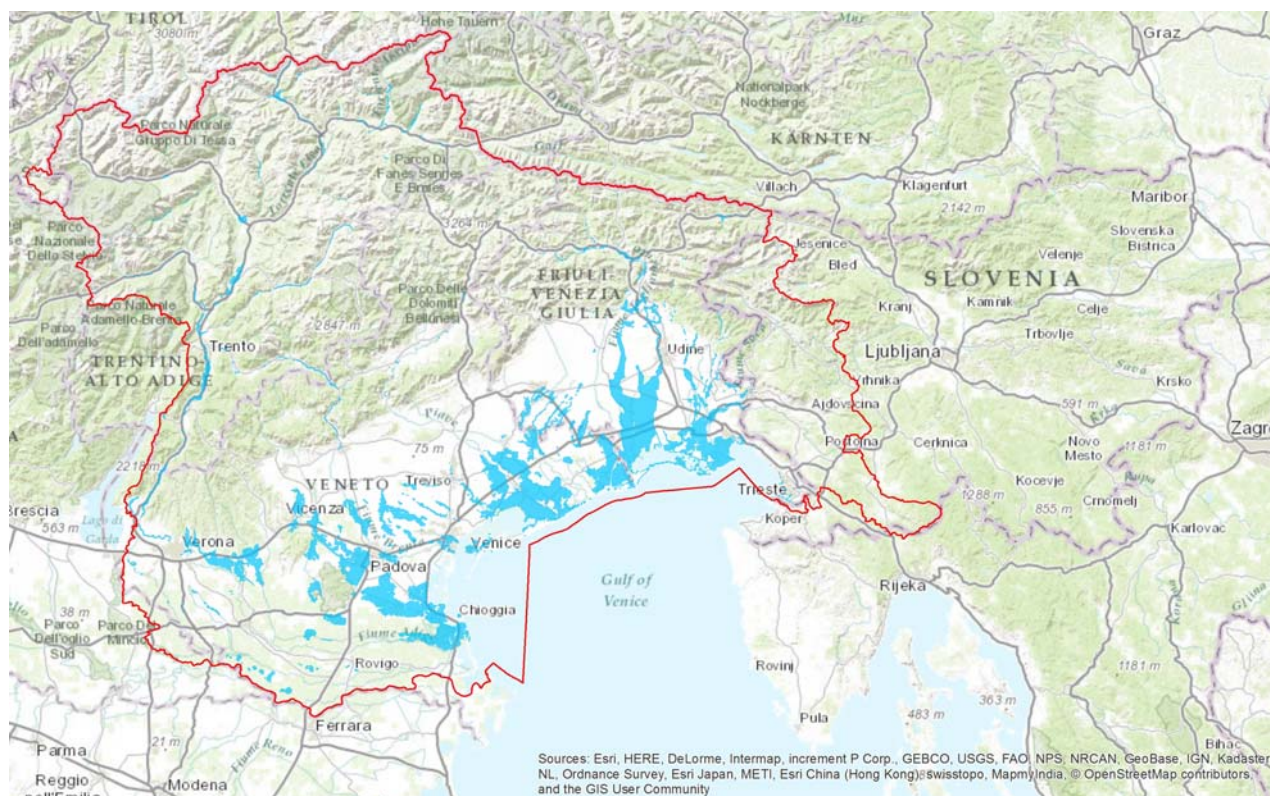 TIROL
3080 m
Hohe Tauern
Mur
Graz
Nationalpark
Nockberge
Parco Naturale
Gruppo Di Tessa
KÄRNTEN
Gail
Parco Di
Fanes Sennes
E Braies
Villach
Klagenfurt
2142 m
Maribor
Parco
Nazionale
Dello Stelvio
3264 m
Jesenice
Bled
Velenje
Slovenska
Bistrica
FRIULI-
VENEZIA
GIULIA
SLOVENIA
Parco Naturale
Adamello-Brenta
Parco Delle
Dolomiti
Bellunesi
Kranj
Kamnik
Celje
Parco
Dell'adamello
2847 m
Trbovlje
Trento
Udine
Ljubljana
TRENTINO-
ALTO ADIGE
Vrhnika
Sava
Krsko
Ajdovscina
591 m
Piave
Zagre
75 m
Postojna
Cerknica
Novo
Mesto
1181 m
2218 m
VENETO
Treviso
Trieste
Kocevje
Brescia
Vicenza
1288 m
855 m
Crnomelj
563 m
Lago di
Garda
Koper
Karlovac
Verona
Fiume Brenta
Venice
Padova
Gulf of
Venice
Rijeka
38 m
Chioggia
Parco
Dell'oglio
Sud
Parco Del
Mincio
Fiume Adige
Rovigo
Rovinj
1181 m
363 m
Ferrara
Pula
483 m
Parma
21 m
Fiume Reno
Bihac
Reggio
Modena
Sources: Esri, HERE, DeLorme, Intermap, increment P Corp., GEBCO, USGS, FAO, NPS, NRCAN, GeoBase, IGN, Kadaster
NL, Ordnance Survey, Esri Japan, METI, Esri China (Hong Kong), swisstopo, MapmyIndia, © OpenStreetMap contributors,
and the GIS User Community